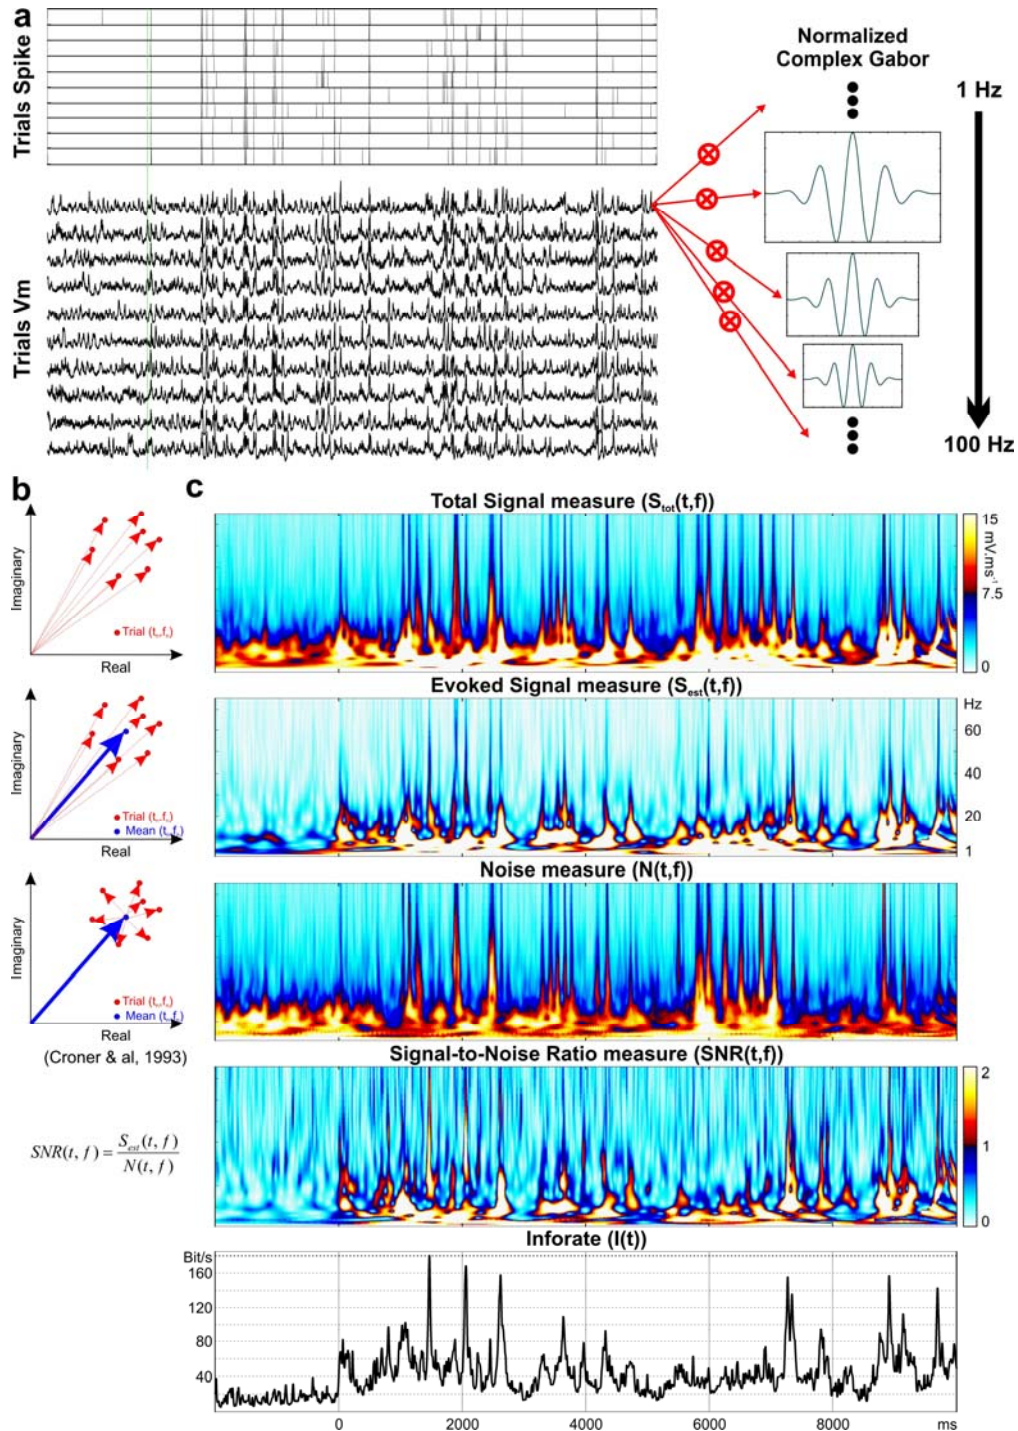 a
Trials Spike
Trials Vm
Normalized
Complex Gabor
1 Hz
100 Hz
b
Imaginary
Real
Trial (t,,f,)
Imaginary
Real
Trial (t,,f,)
Mean (t,,f,)
Imaginary
Real
Trial (t,,f,)
Mean (t,,f,)
(Croner & al, 1993)
SNR(t, f) = S_est(t, f) / N(t, f)
c
Total Signal measure (S_tot(t,f))
15
7.5
0
mV.ms⁻¹
Evoked Signal measure (S_est(t,f))
Hz
60
40
20
1
Noise measure (N(t,f))
Signal-to-Noise Ratio measure (SNR(t,f))
2
1
0
Inforate (I(t))
Bit/s
160
120
80
40
0 2000 4000 6000 8000 ms